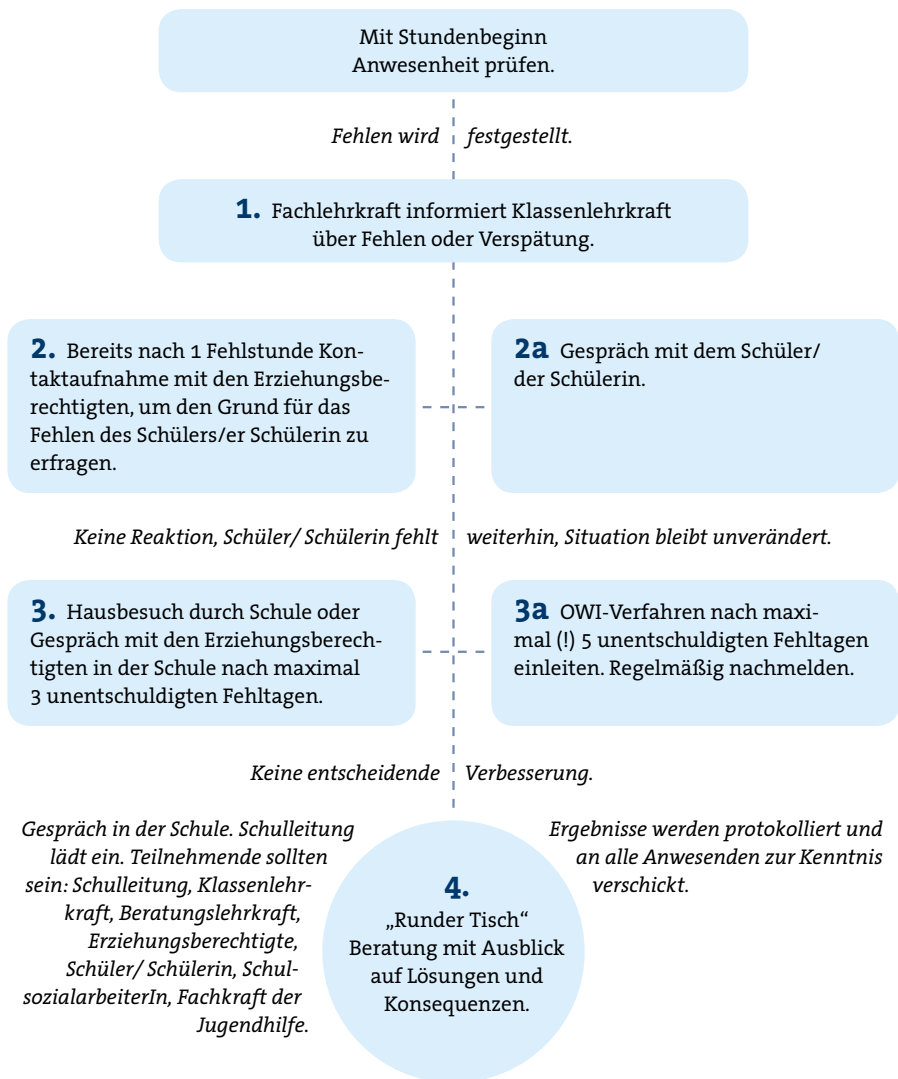 Mit Stundenbeginn
Anwesenheit prüfen.
Fehlen wird festgestellt.
1. Fachlehrkraft informiert Klassenlehrkraft
über Fehlen oder Verspätung.
2. Bereits nach 1 Fehlstunde Kon-
taktaufnahme mit den Erziehungsbe-
rechtigten, um den Grund für das
Fehlen des Schülers/er Schülerin zu
erfragen.
2a Gespräch mit dem Schüler/
der Schülerin.
Keine Reaktion, Schüler/ Schülerin fehlt weiterhin, Situation bleibt unverändert.
3. Hausbesuch durch Schule oder
Gespräch mit den Erziehungsberech-
tigten in der Schule nach maximal
3 unentschuldigten Fehltagen.
3a OWI-Verfahren nach maxi-
mal (!) 5 unentschuldigten Fehltagen
einleiten. Regelmäßig nachmelden.
Keine entscheidende Verbesserung.
Gespräch in der Schule. Schulleitung
lädt ein. Teilnehmende sollten
sein: Schulleitung, Klassenlehr-
kraft, Beratungslehrkraft,
Erziehungsberechtigte,
Schüler/ Schülerin, Schul-
sozialarbeiterIn, Fachkraft der
Jugendhilfe.
4.
„Runder Tisch“
Beratung mit Ausblick
auf Lösungen und
Konsequenzen.
Ergebnisse werden protokolliert und
an alle Anwesenden zur Kenntnis
verschickt.